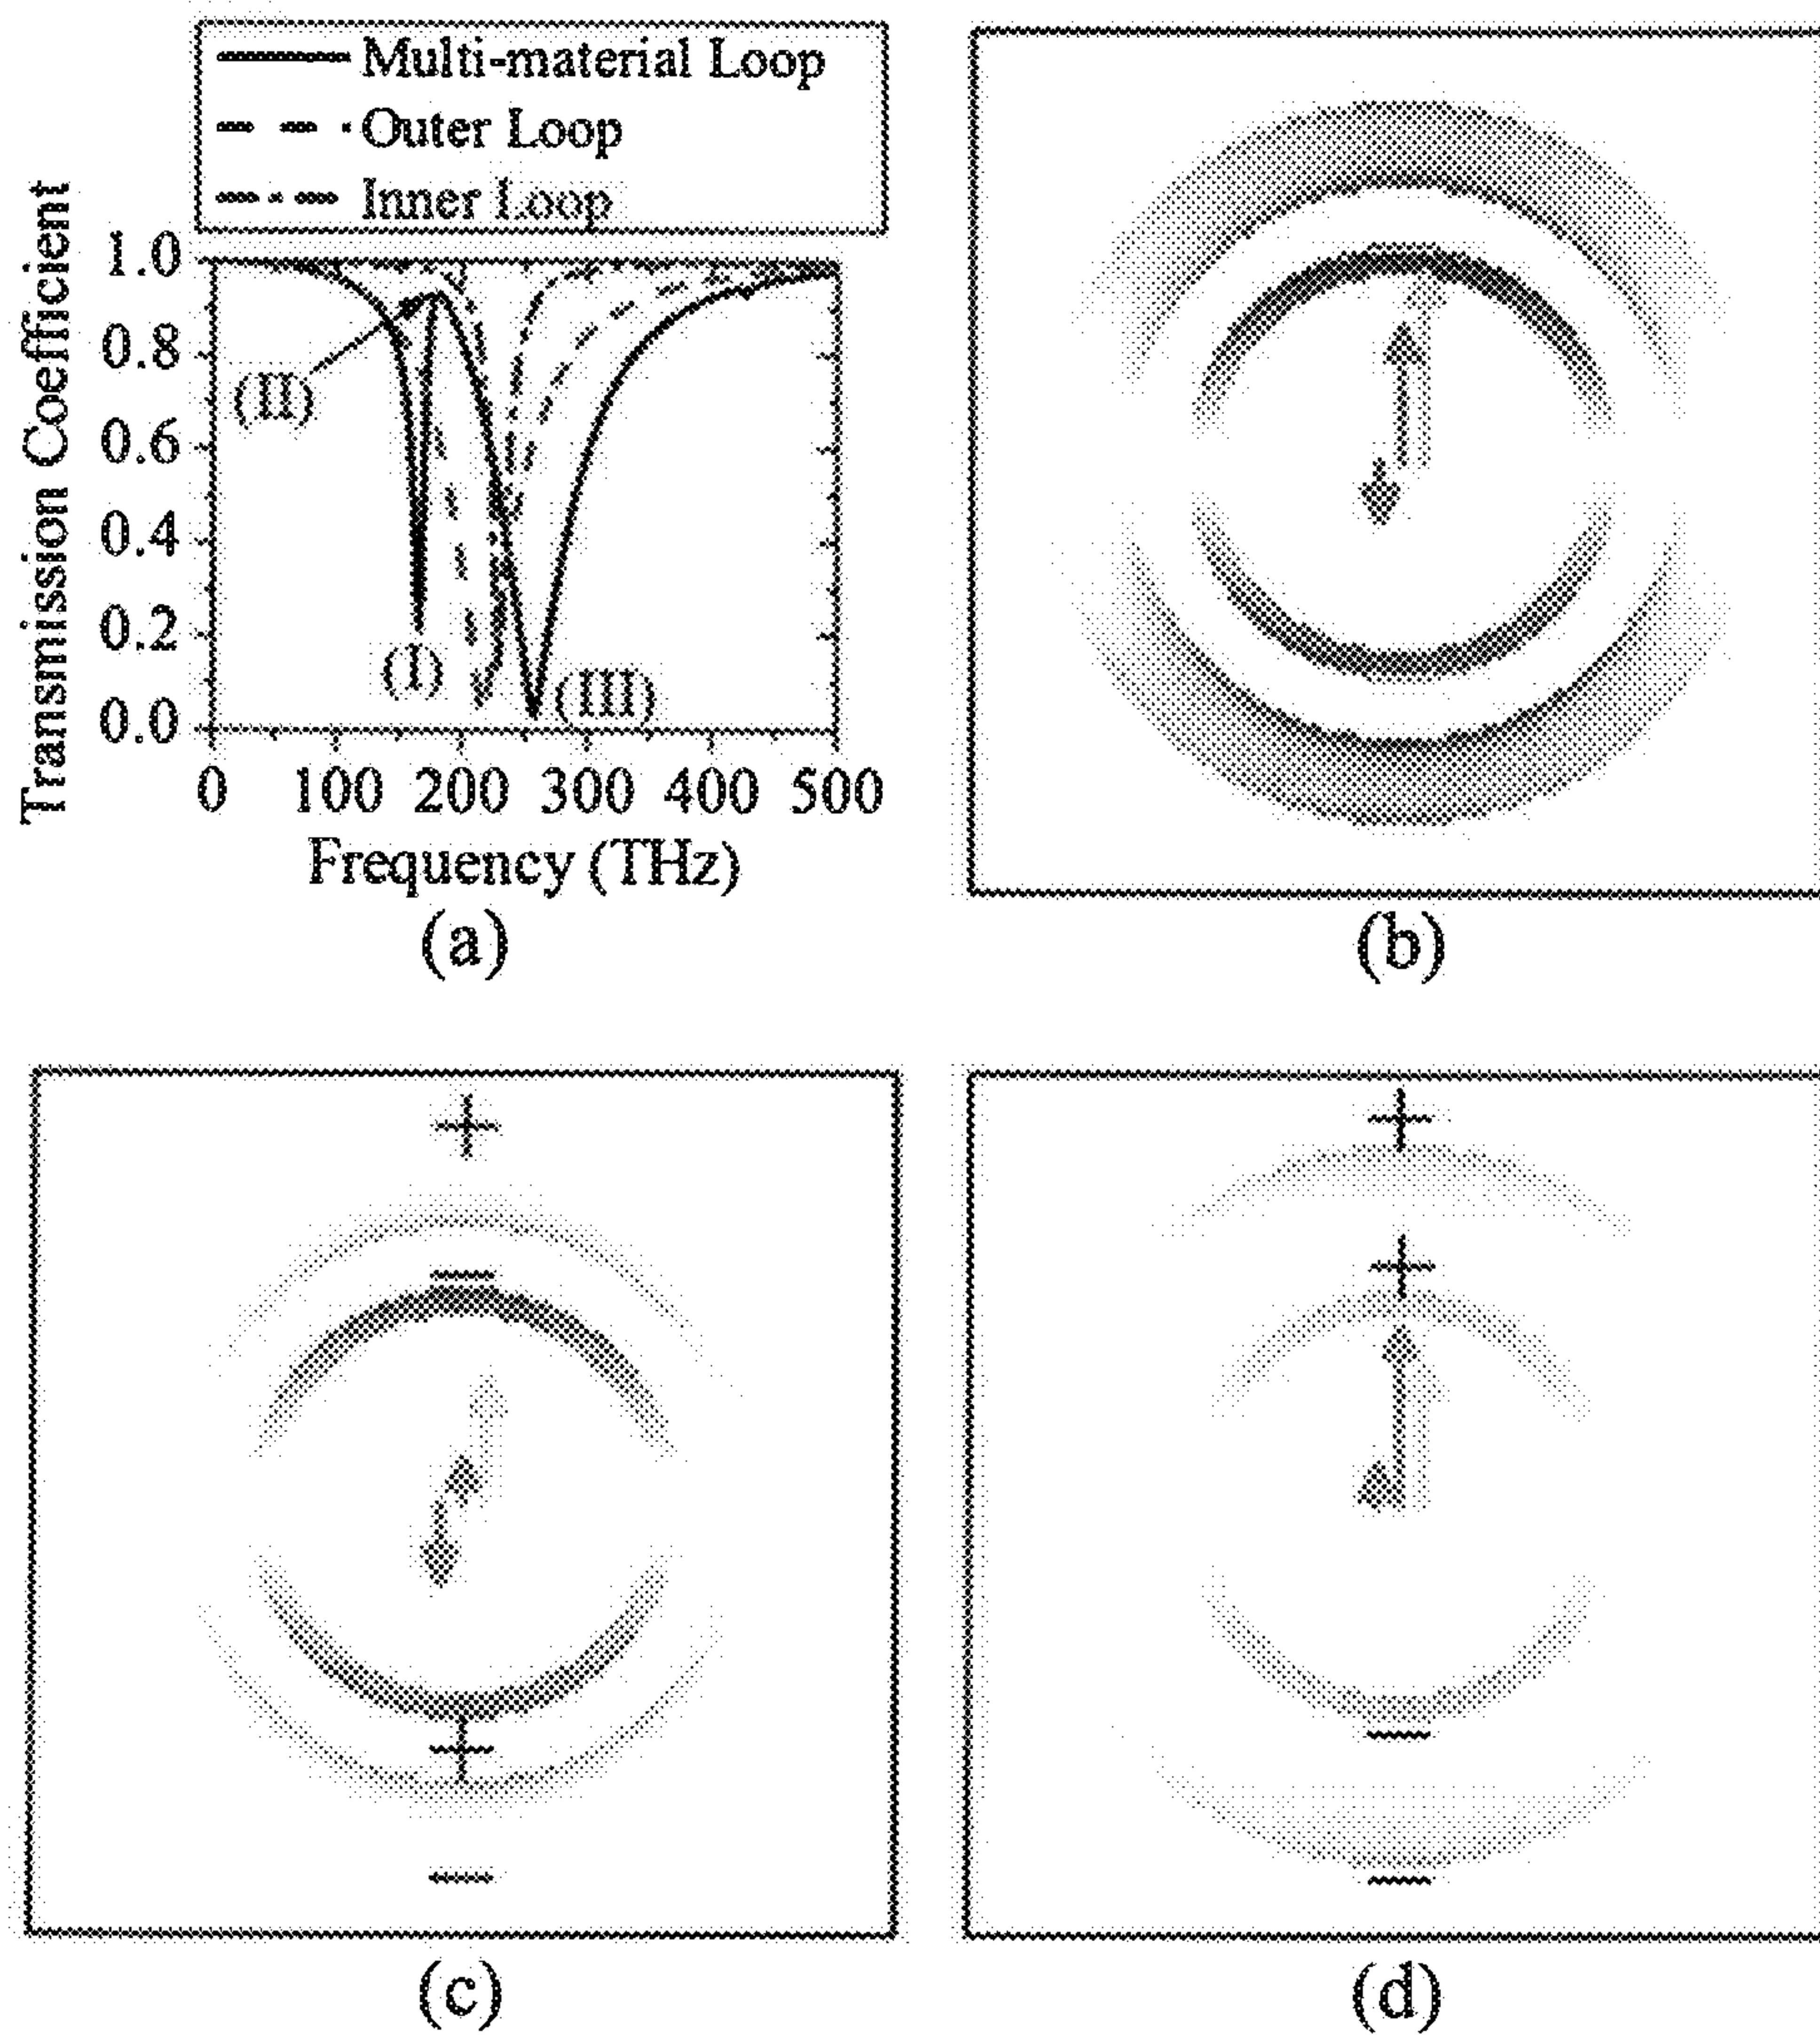 Multi-material Loop
Outer Loop
Inner Loop
Transmission Coefficient
1.0
0.8
0.6
0.4
0.2
0.0
(II)
(I)
(III)
0 100 200 300 400 500
Frequency (THz)
(a)
(b)
+
−
+
−
(c)
+
+
−
−
(d)